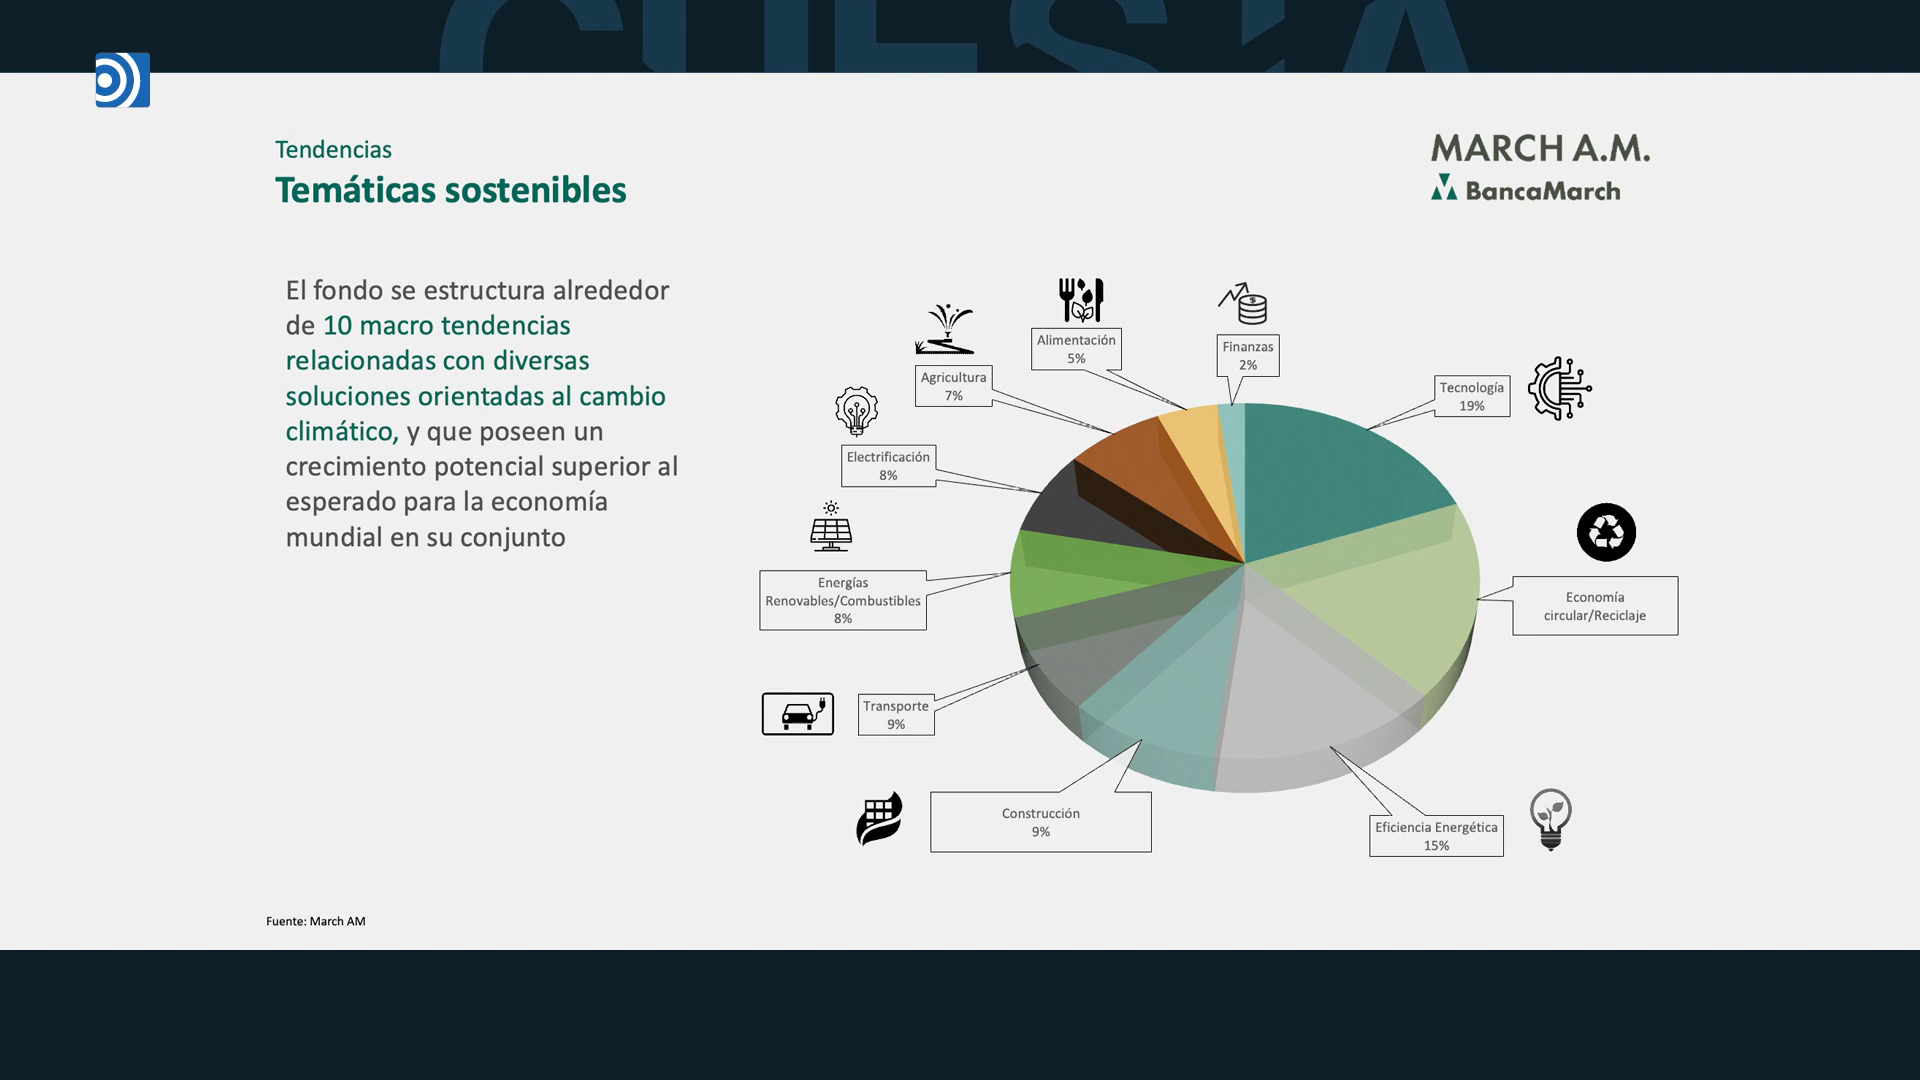 CUESTA
Tendencias
Temáticas sostenibles
MARCH A.M.
BancaMarch
El fondo se estructura alrededor
de 10 macro tendencias
relacionadas con diversas
soluciones orientadas al cambio
climático, y que poseen un
crecimiento potencial superior al
esperado para la economía
mundial en su conjunto
Alimentación
5%
Finanzas
2%
Agricultura
7%
Tecnología
19%
Electrificación
8%
Energías
Renovables/Combustibles
8%
Economía
circular/Reciclaje
Transporte
9%
Construcción
9%
Eficiencia Energética
15%
Fuente: March AM